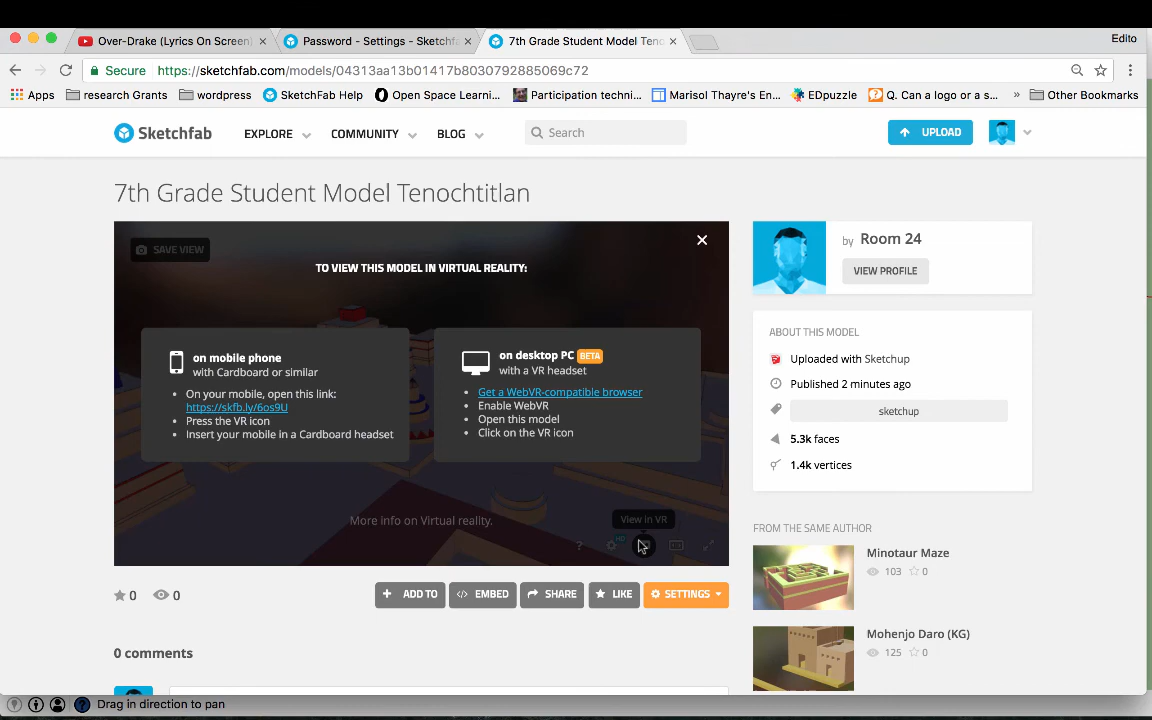 Over-Drake (Lyrics On Screen)
Password - Settings - Sketchf
7th Grade Student Model Teno
Edito
Secure https://sketchfab.com/models/04313aa13b01417b8030792885069c72
Apps research Grants wordpress SketchFab Help Open Space Learni... Participation techni... Marisol Thayre's En... EDpuzzle Q. Can a logo or a s... » Other Bookmarks
Sketchfab EXPLORE COMMUNITY BLOG Search UPLOAD
7th Grade Student Model Tenochtitlan
SAVE VIEW
TO VIEW THIS MODEL IN VIRTUAL REALITY:
on mobile phone
with Cardboard or similar
• On your mobile, open this link:
https://skfb.ly/6os9U
• Press the VR icon
• Insert your mobile in a Cardboard headset
on desktop PC BETA
with a VR headset
• Get a WebVR-compatible browser
• Enable WebVR
• Open this model
• Click on the VR icon
More info on Virtual reality.
View in VR
? HD
0 0
+ ADD TO
</> EMBED
SHARE
LIKE
SETTINGS
0 comments
by Room 24
VIEW PROFILE
ABOUT THIS MODEL
Uploaded with Sketchup
Published 2 minutes ago
sketchup
5.3k faces
1.4k vertices
FROM THE SAME AUTHOR
Minotaur Maze
103 0
Mohenjo Daro (KG)
125 0
? Drag in direction to pan